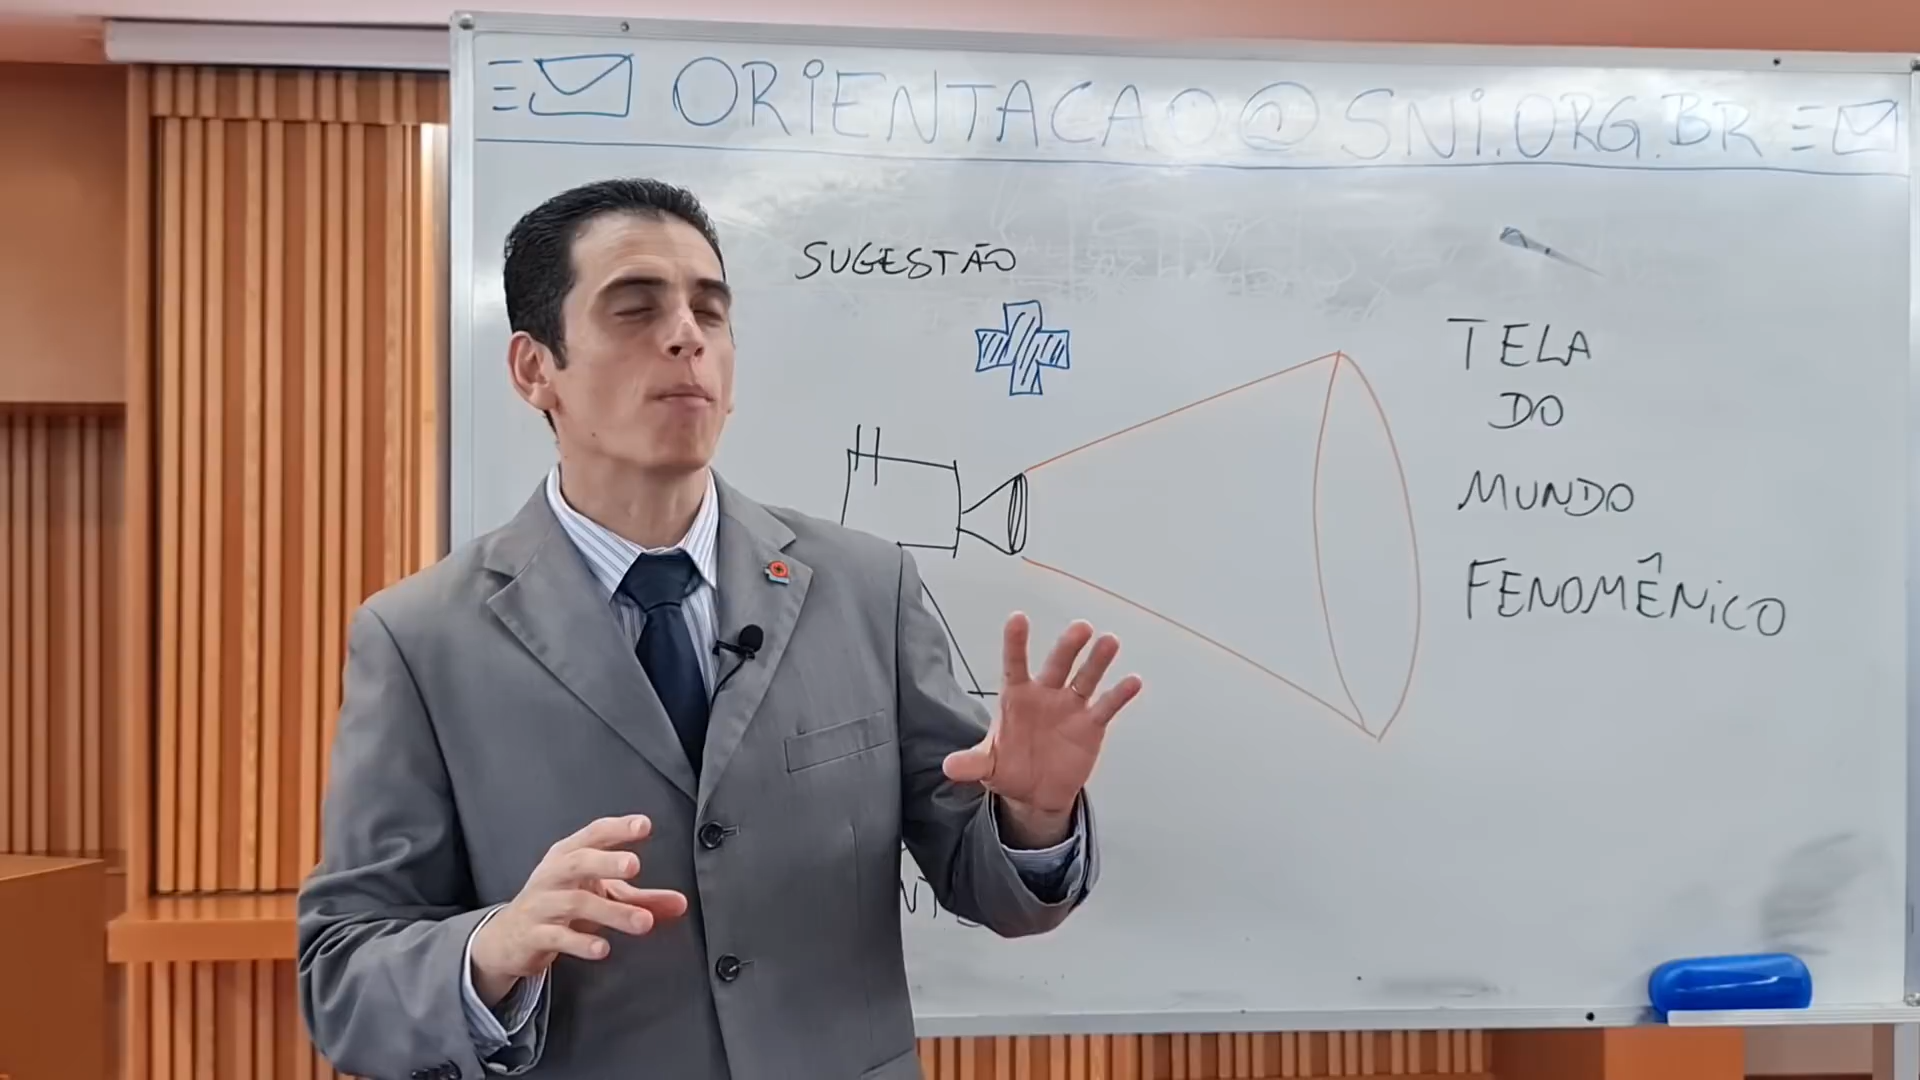 ORIENTACAO@SNI.ORG.BR
SUGESTÃO
TELA
DO
MUNDO
FENOMÊNICO